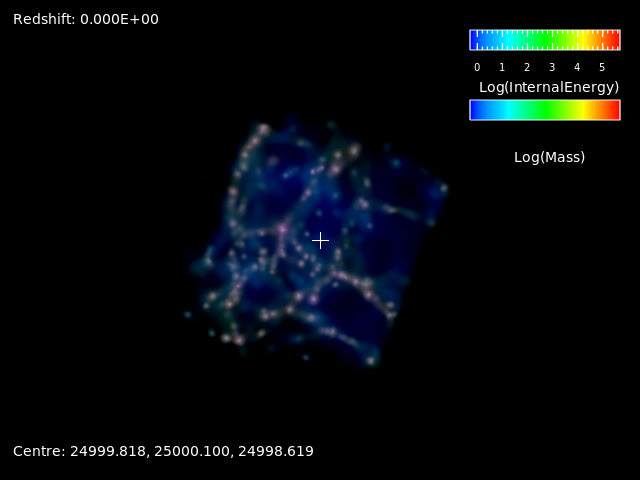 Redshift: 0.000E+00
0 1 2 3 4 5
Log(InternalEnergy)
Log(Mass)
Centre: 24999.818, 25000.100, 24998.619